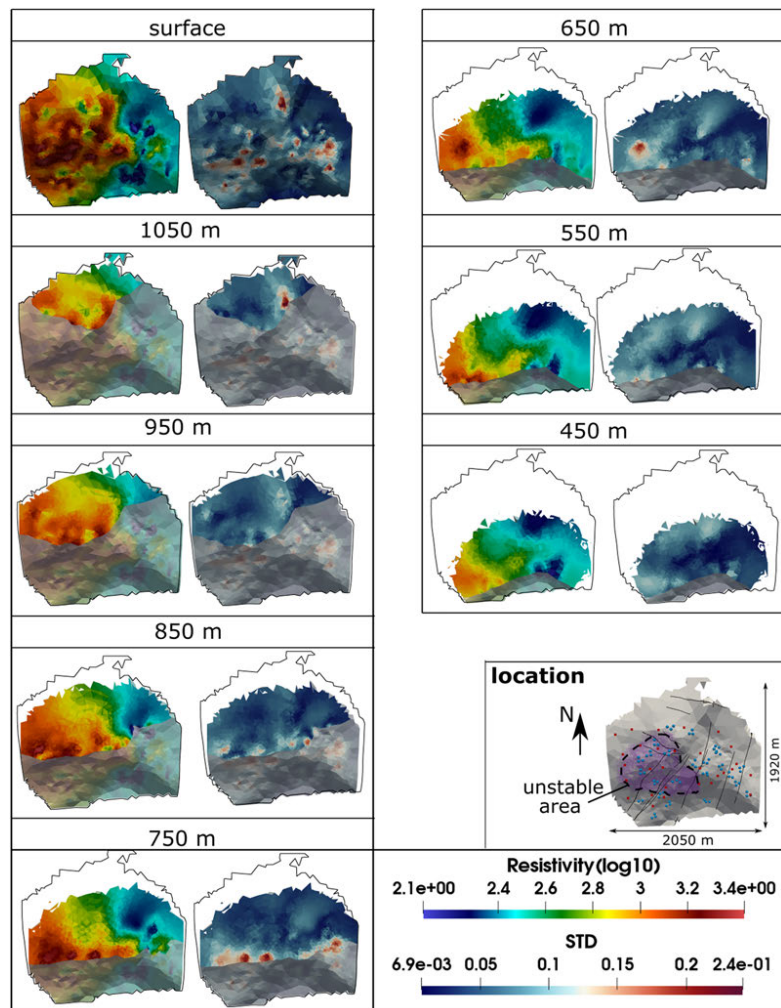 surface
650 m
1050 m
550 m
950 m
450 m
850 m
location
N
unstable
area
1920 m
2050 m
750 m
Resistivity(log10)
2.1e+00 2.4 2.6 2.8 3 3.2 3.4e+00
STD
6.9e-03 0.05 0.1 0.15 0.2 2.4e-01